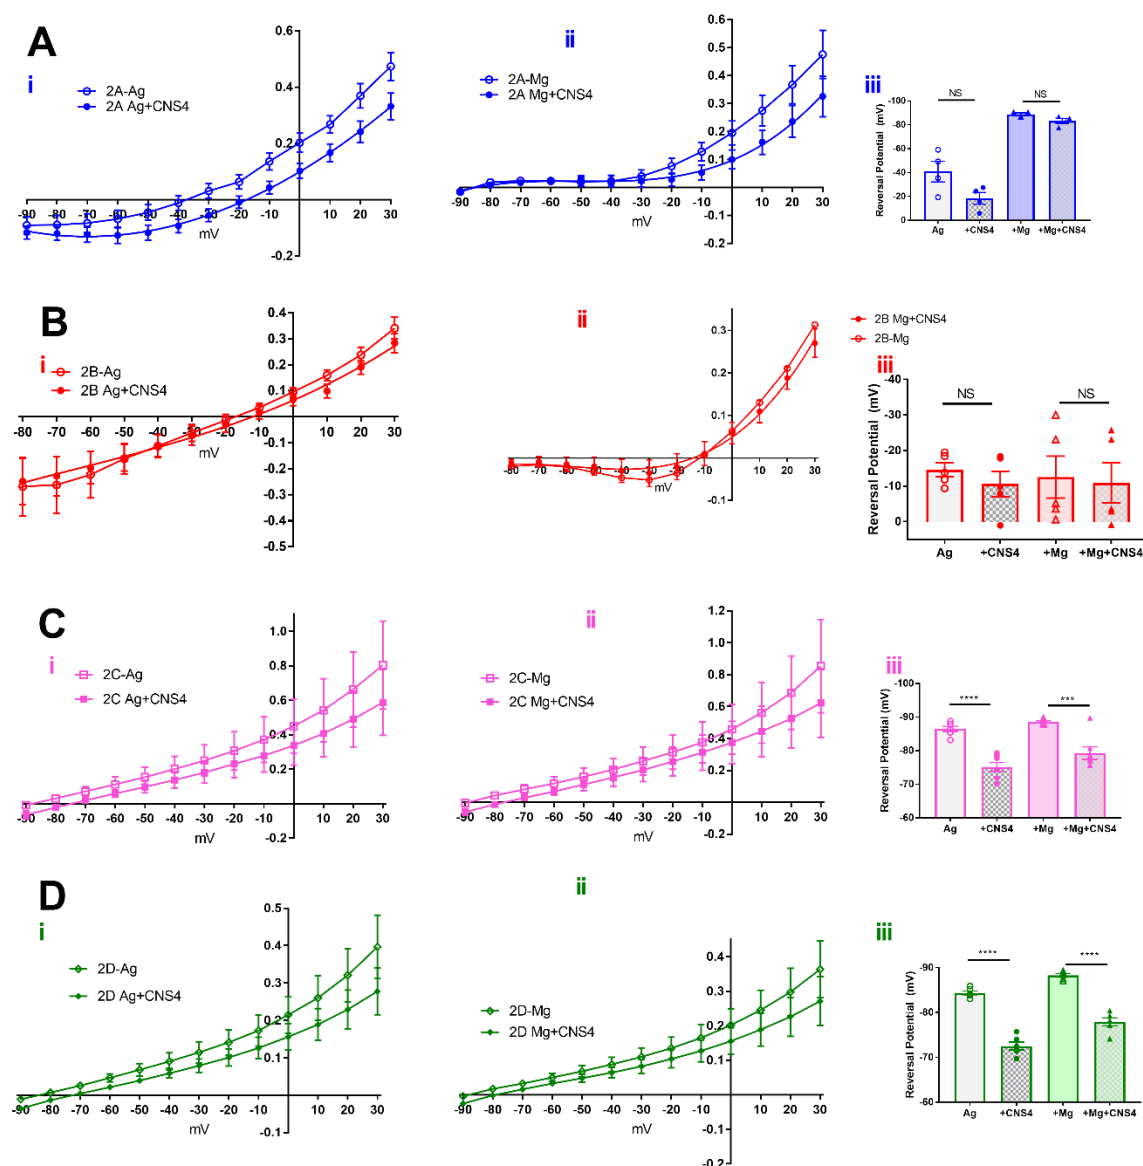 A
i
2A-Ag
2A Ag+CNS4
0.6
0.4
0.2
-0.2
-90 -80 -70 -60 -50 -40 -30 -20 -10 10 20 30
mV
ii
2A-Mg
2A Mg+CNS4
0.6
0.5
0.4
0.3
0.2
0.1
-0.1
-0.2
-90 -80 -70 -60 -50 -40 -30 -20 -10 10 20 30
mV
iii
Reversal Potential (mV)
-100
-80
-60
-40
-20
0
NS NS
Ag +CNS4 +Mg +Mg+CNS4
B
i
2B-Ag
2B Ag+CNS4
0.4
0.3
0.2
0.1
-0.1
-0.2
-0.3
-0.4
-0.5
-80 -70 -60 -50 -40 -30 -20 -10 10 20 30
mV
ii
2B Mg+CNS4
2B-Mg
0.3
0.2
0.1
-0.1
-80 -70 -60 -50 -40 -30 -20 -10 10 20 30
mV
iii
Reversal Potential (mV)
-40
-30
-20
-10
0
NS NS
Ag +CNS4 +Mg +Mg+CNS4
C
i
2C-Ag
2C Ag+CNS4
1.0
0.8
0.6
0.4
0.2
-0.2
-90 -80 -70 -60 -50 -40 -30 -20 -10 10 20 30
mV
ii
2C-Mg
2C Mg+CNS4
1.2
1.0
0.8
0.6
0.4
0.2
-0.2
-90 -80 -70 -60 -50 -40 -30 -20 -10 10 20 30
mV
iii
Reversal Potential (mV)
-100
-90
-80
-70
-60
**** ***
Ag +CNS4 +Mg +Mg+CNS4
D
i
2D-Ag
2D Ag+CNS4
0.5
0.4
0.3
0.2
0.1
-0.1
-90 -80 -70 -60 -50 -40 -30 -20 -10 10 20 30
mV
ii
2D-Mg
2D Mg+CNS4
0.4
0.3
0.2
0.1
-0.1
-0.2
-90 -80 -70 -60 -50 -40 -30 -20 -10 10 20 30
mV
iii
Reversal Potential (mV)
-90
-80
-70
-60
**** ****
Ag +CNS4 +Mg +Mg+CNS4